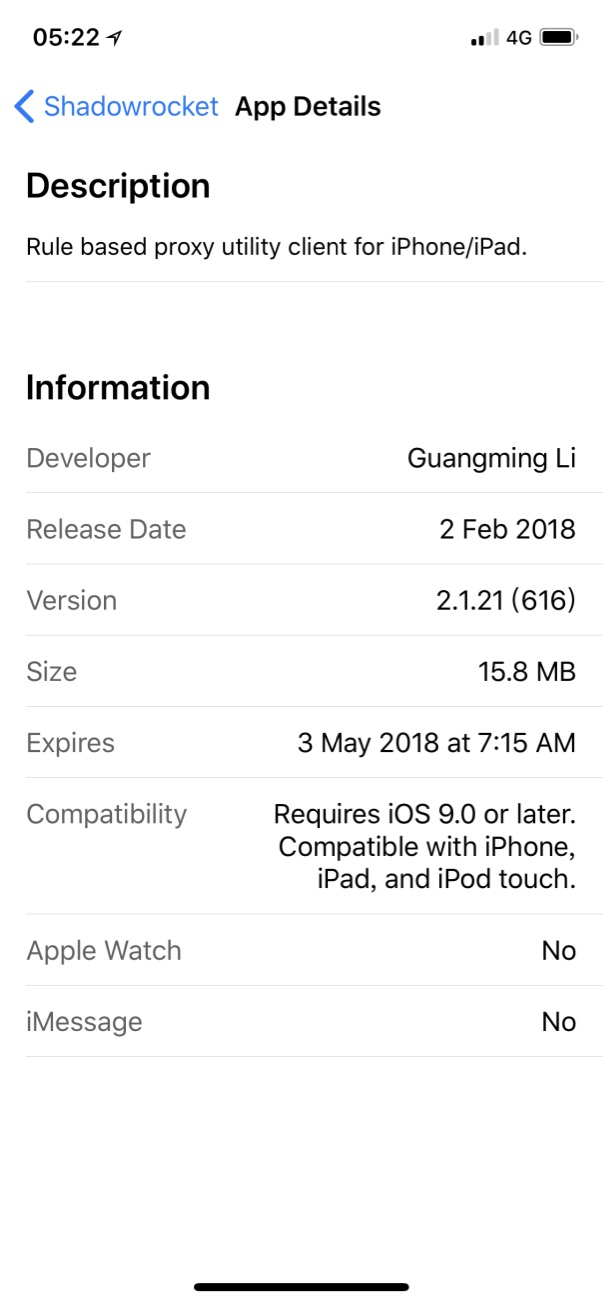 05:22 4G
Shadowrocket App Details
Description
Rule based proxy utility client for iPhone/iPad.
Information
Developer Guangming Li
Release Date 2 Feb 2018
Version 2.1.21 (616)
Size 15.8 MB
Expires 3 May 2018 at 7:15 AM
Compatibility Requires iOS 9.0 or later.
Compatible with iPhone,
iPad, and iPod touch.
Apple Watch No
iMessage No